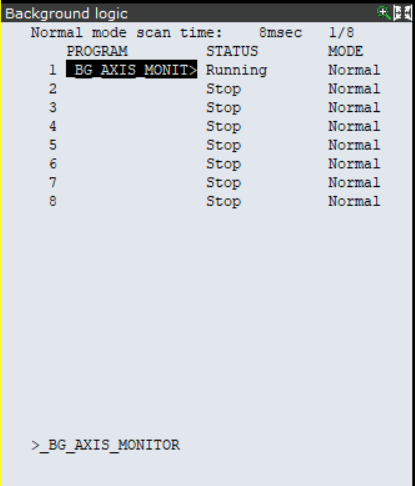 Background logic
Normal mode scan time: 8msec 1/8
PROGRAM STATUS MODE
1 _BG_AXIS_MONIT> Running Normal
2 Stop Normal
3 Stop Normal
4 Stop Normal
5 Stop Normal
6 Stop Normal
7 Stop Normal
8 Stop Normal
>_BG_AXIS_MONITOR